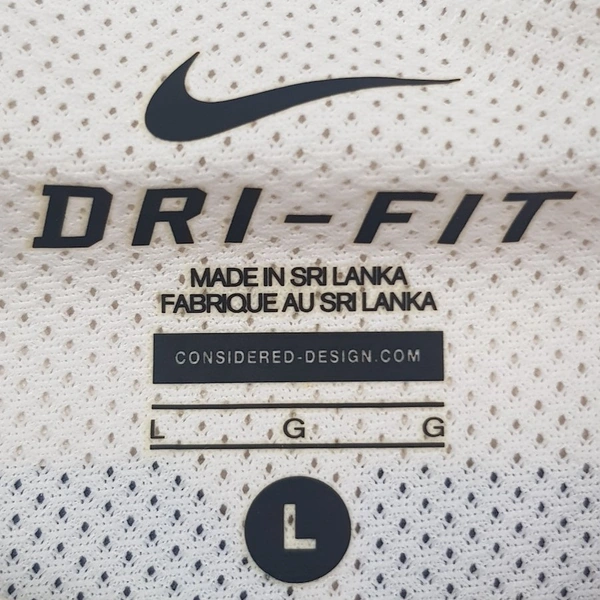 DRI-FIT
MADE IN SRI LANKA
FABRIQUE AU SRI LANKA
CONSIDERED-DESIGN.COM
L G G
L